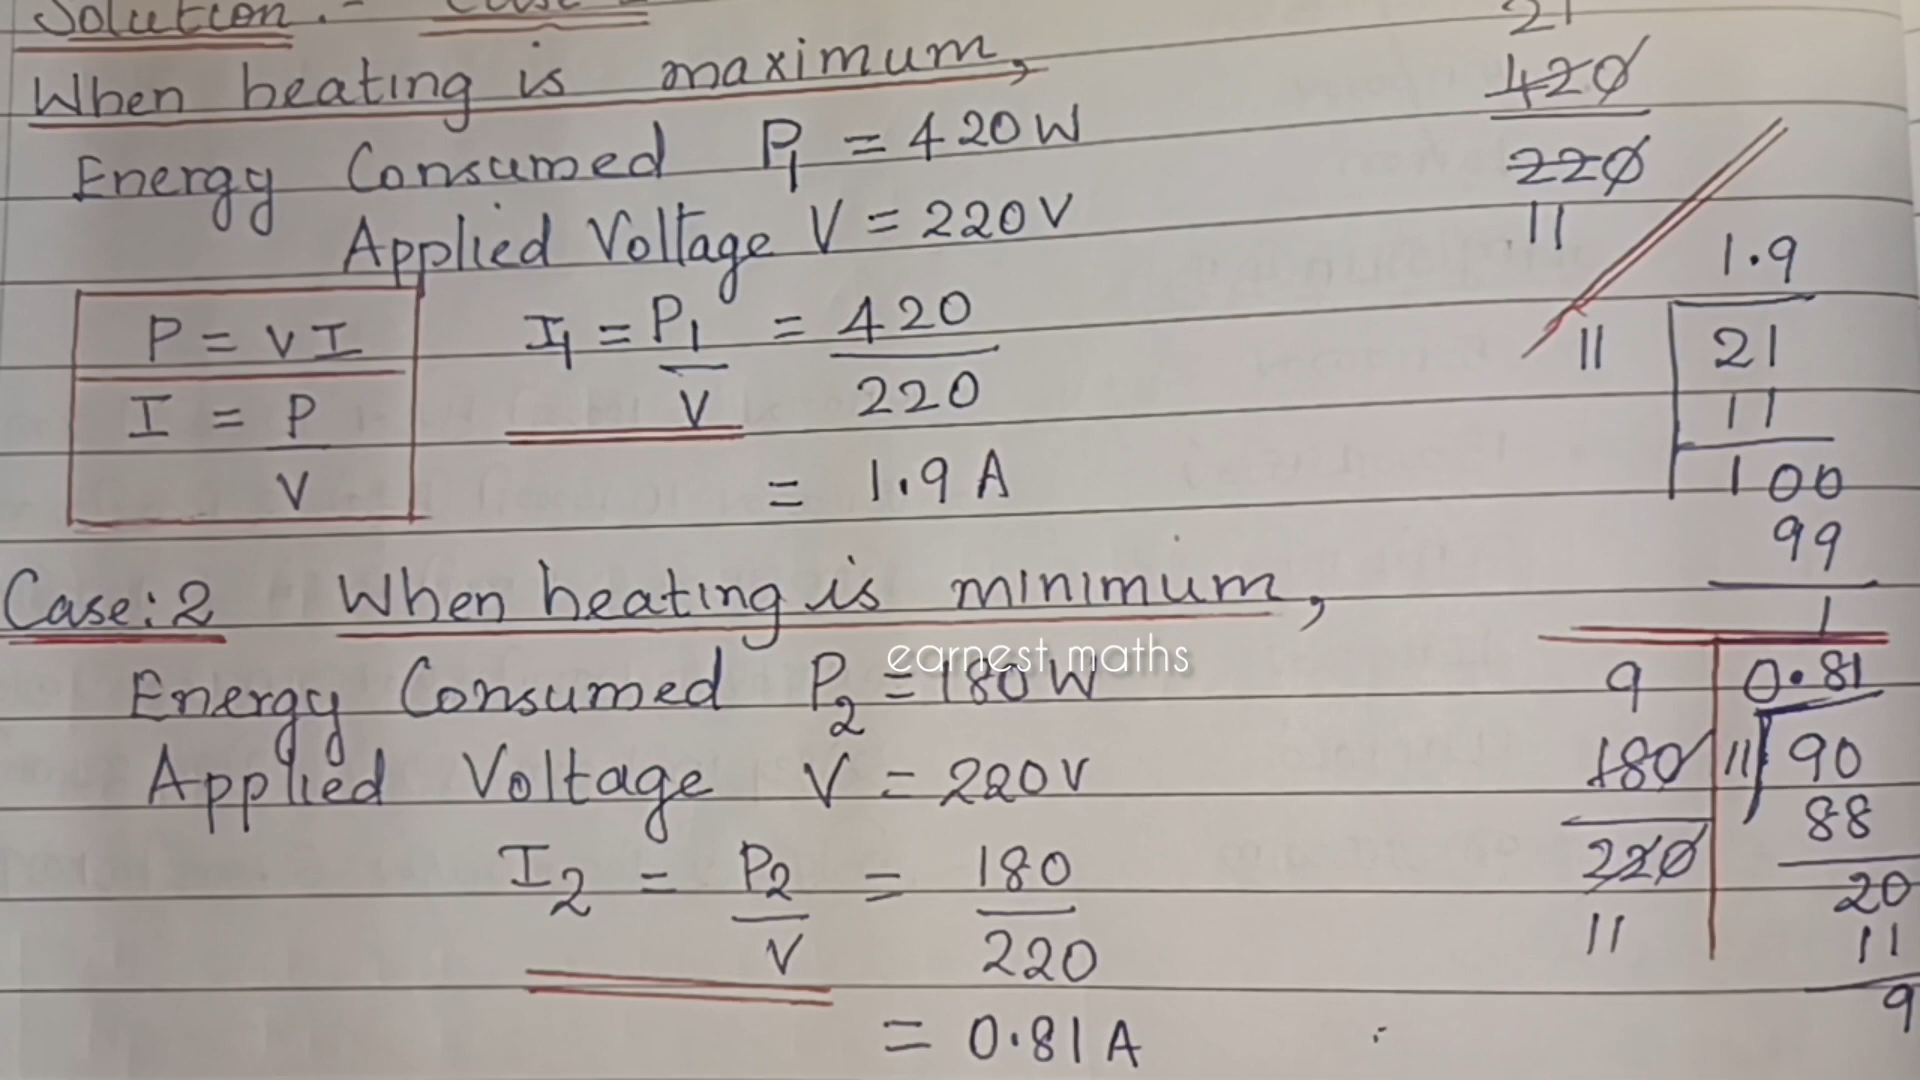 Solution :- Case
When heating is maximum,
Energy Consumed P1 = 420 W
Applied Voltage V = 220 V
P = VI
I = P
V
I1 = P1 = 420
V 220
= 1.9 A
21
420
220
11
1.9
11 21
11
100
99
1
Case: 2 When heating is minimum,
earnest maths
Energy Consumed P2 = 180 W
Applied Voltage V = 220 V
I2 = P2 = 180
V 220
= 0.81 A
9
180
220
11
0.81
11 90
88
20
11
9